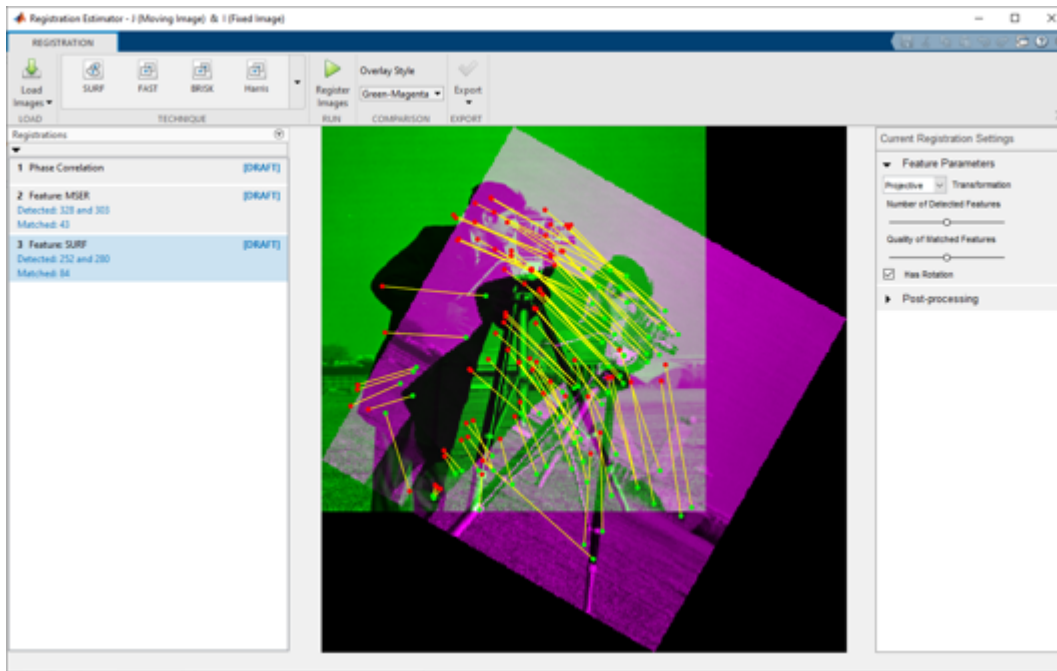 Registration Estimator - J (Moving Image) & I (Fixed Image)
REGISTRATION
Load Images
SURF
FAST
BRISK
Harris
Register Images
Overlay Style
Green-Magenta
Export
LOAD
TECHNIQUE
RUN
COMPARISON
EXPORT
Registrations
1 Phase Correlation [DRAFT]
2 Feature: MSER [DRAFT]
Detected: 328 and 303
Matched: 43
3 Feature: SURF [DRAFT]
Detected: 252 and 280
Matched: 84
Current Registration Settings
Feature Parameters
Projective Transformation
Number of Detected Features
Quality of Matched Features
Has Rotation
Post-processing